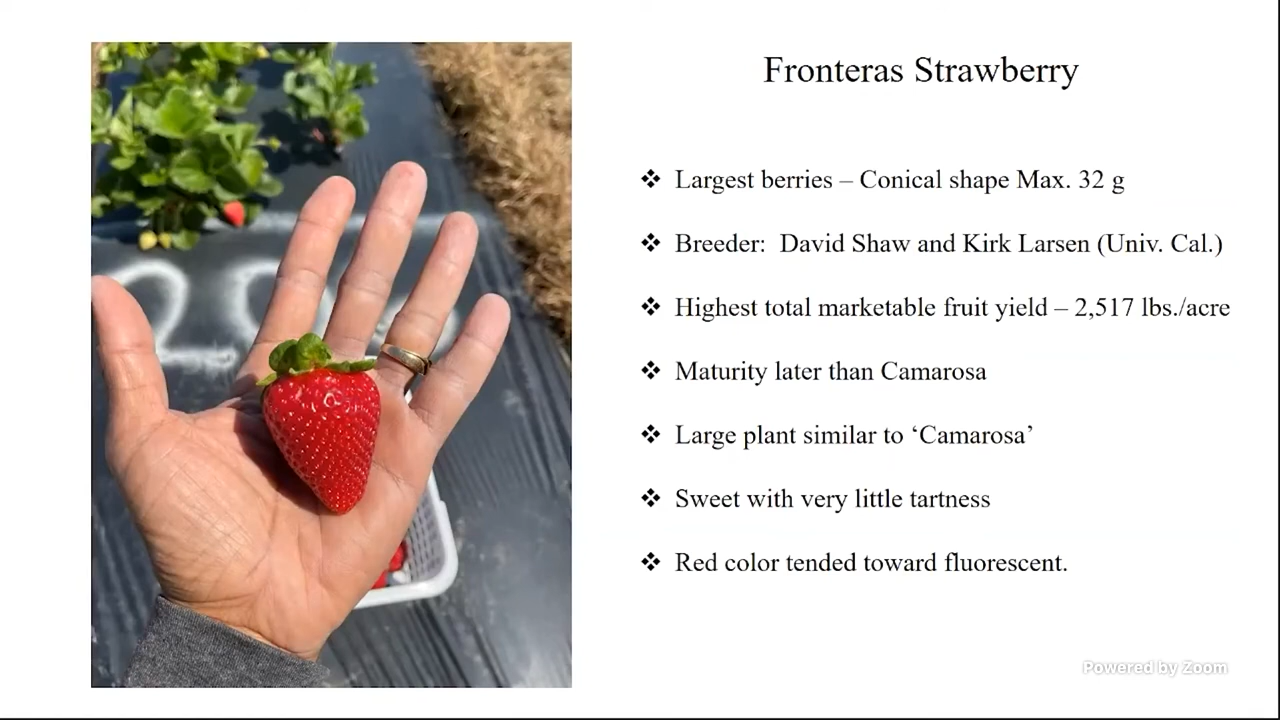 Fronteras Strawberry
❖ Largest berries – Conical shape Max. 32 g
❖ Breeder:  David Shaw and Kirk Larsen (Univ. Cal.)
❖ Highest total marketable fruit yield – 2,517 lbs./acre
❖ Maturity later than Camarosa
❖ Large plant similar to ‘Camarosa’
❖ Sweet with very little tartness
❖ Red color tended toward fluorescent.
Powered by Zoom